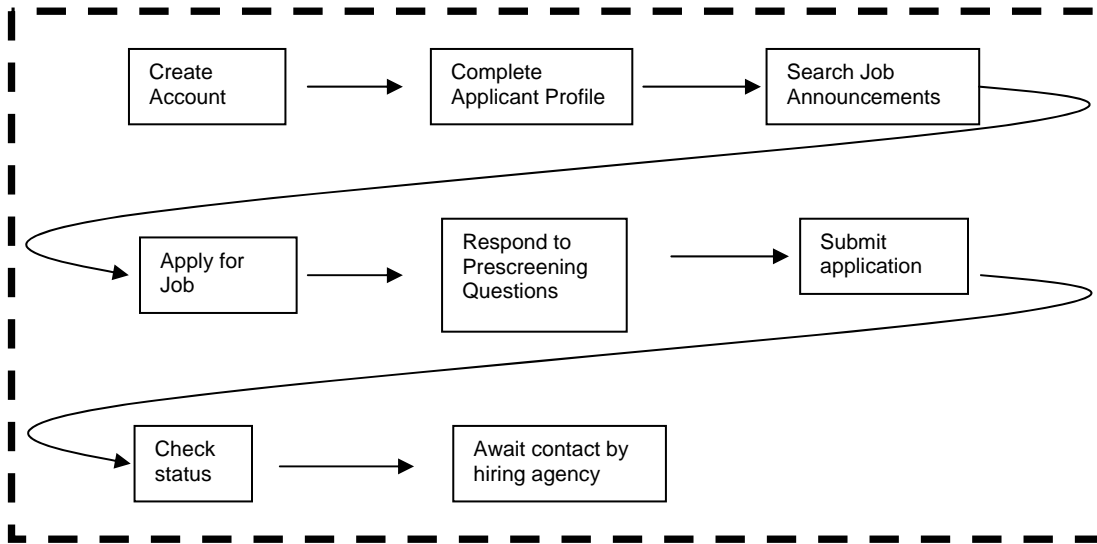 Create
Account
Complete
Applicant Profile
Search Job
Announcements
Apply for
Job
Respond to
Prescreening
Questions
Submit
application
Check
status
Await contact by
hiring agency